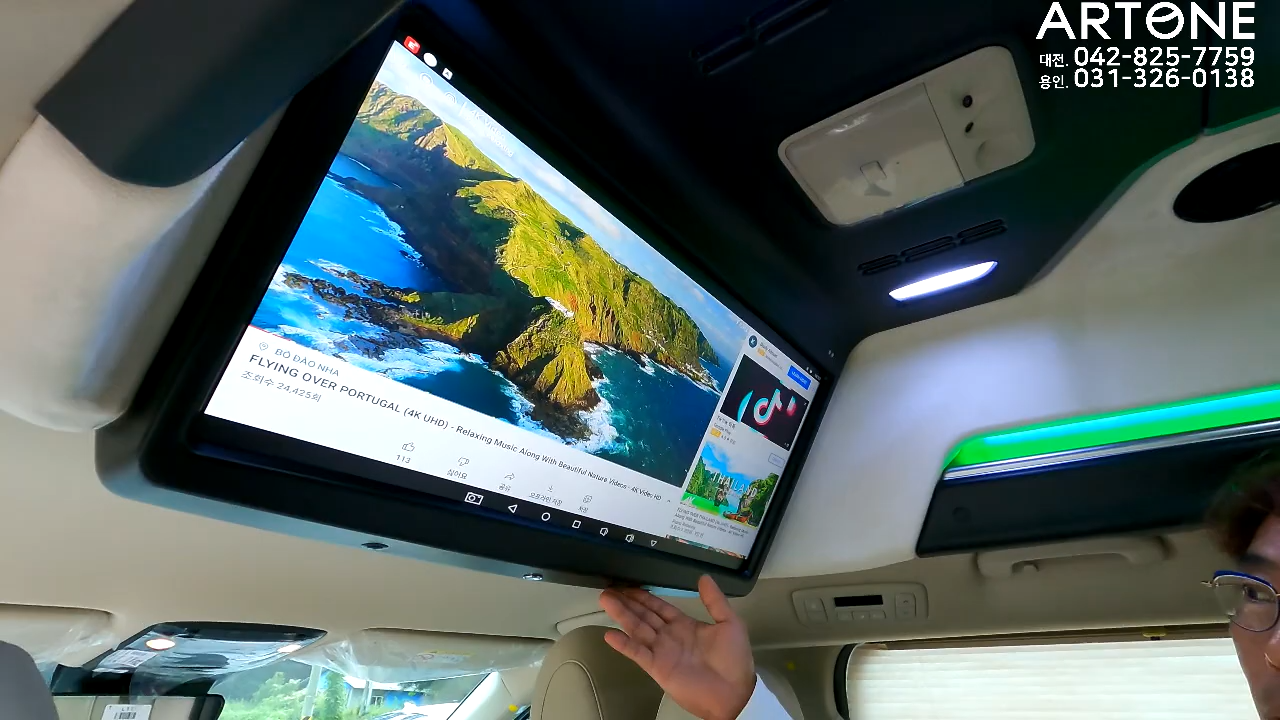 ARTONE
대전. 042-825-7759
용인. 031-326-0138
BỒ ĐÀO NHA
FLYING OVER PORTUGAL (4K UHD) - Relaxing Music Along With Beautiful Nature Videos - 4K Video HD
조회수 24,425회
113
싫어요
공유
오프라인 저장
저장
THAILAND